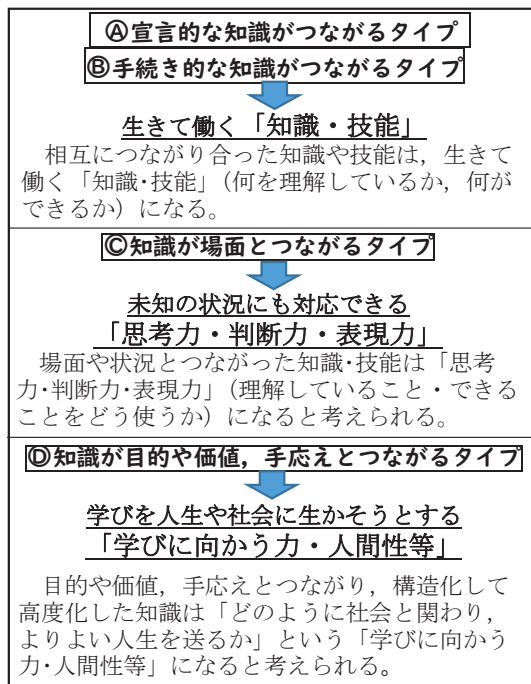 Ⓐ宣言的な知識がつながるタイプ
Ⓑ手続き的な知識がつながるタイプ
生きて働く「知識・技能」
相互につながり合った知識や技能は，生きて
働く「知識･技能」（何を理解しているか，何が
できるか）になる。
Ⓒ知識が場面とつながるタイプ
未知の状況にも対応できる
「思考力・判断力・表現力」
場面や状況とつながった知識･技能は「思考
力･判断力･表現力」（理解していること・できる
ことをどう使うか）になると考えられる。
Ⓓ知識が目的や価値，手応えとつながるタイプ
学びを人生や社会に生かそうとする
「学びに向かう力・人間性等」
目的や価値，手応えとつながり，構造化して
高度化した知識は「どのように社会と関わり，
よりよい人生を送るか」という「学びに向かう
力･人間性等」になると考えられる。